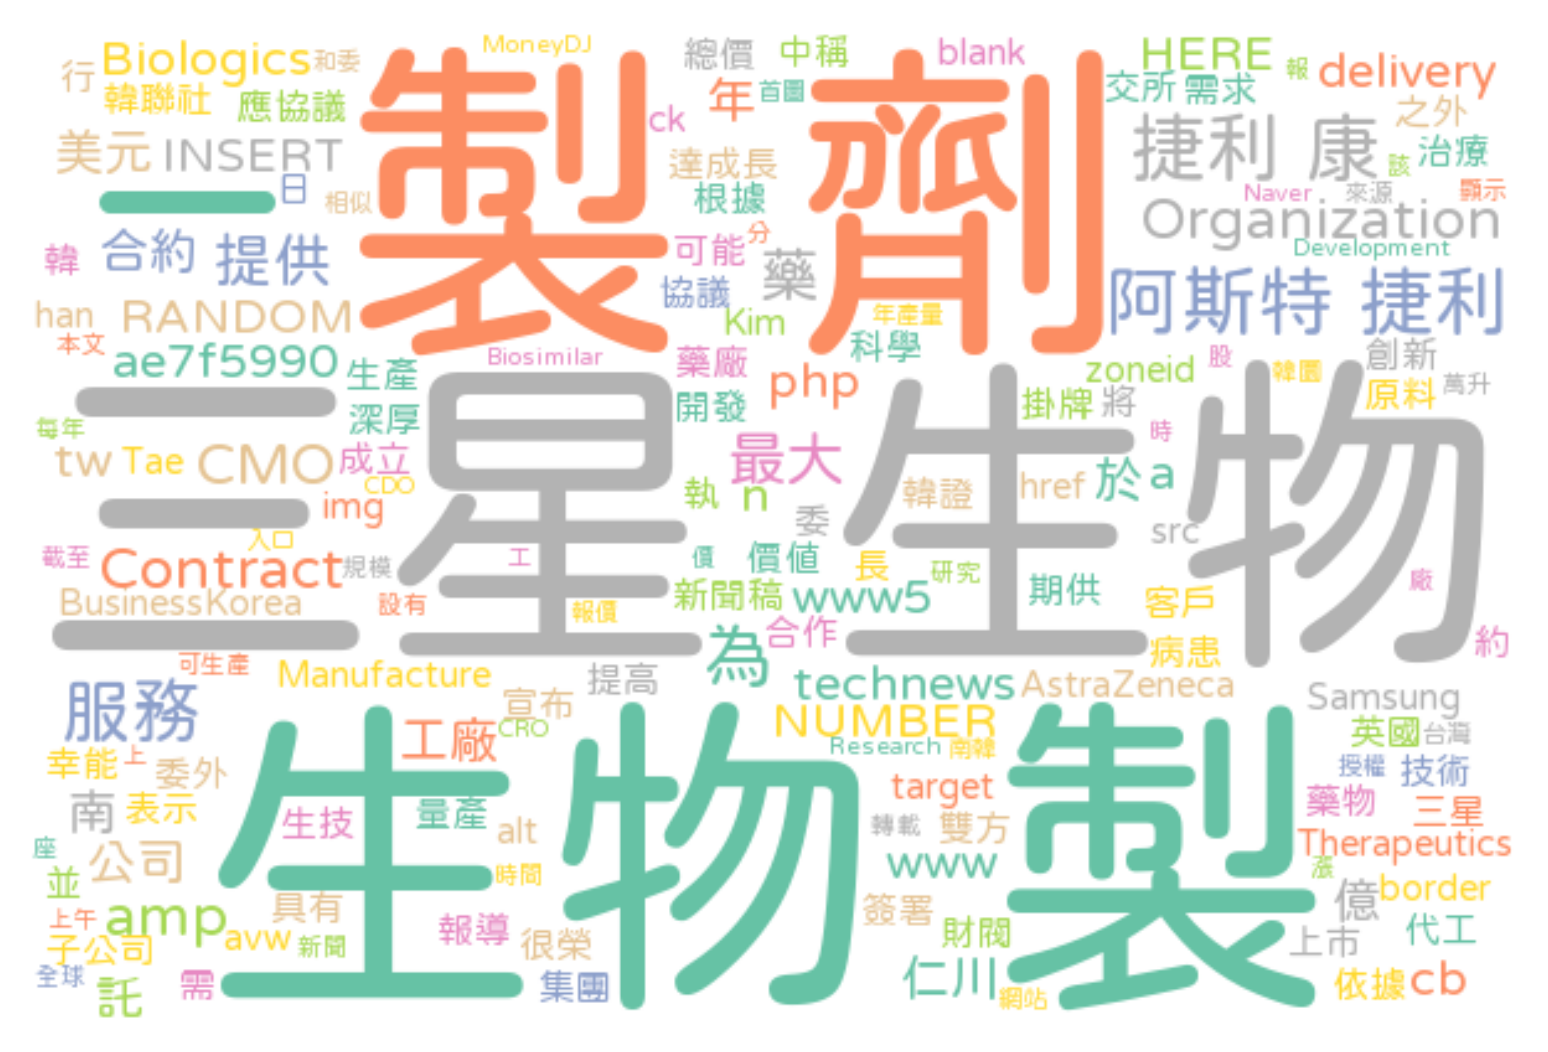 行 Biologics 和委 MoneyDJ 總價 中稱 blank HERE 報 delivery
韓聯社 應協議 製 劑 ck 年 首圖 交所 需求 之外
美元 INSERT 達成長 捷利 康 該 治療
一 日 相似 根據 Naver 來源 顯示
Organization
韓 合約 提供 可能 分 藥 Development
協議 阿斯特 捷利
han RANDOM Kim 年產量
本文 ae7f5990 生產 Biosimilar 藥廠 科學 php zoneid 股 韓園 創新
三星生物
深厚 開發 掛牌 將 原料 萬升
每年 tw Tae CMO 成立 最大 時
CDO img 執 n 韓證 href 於 a
入口 委 src
截至 Contract 規模 工 價 價值 長 研究 期供 廠
BusinessKorea 設有 報價 新聞稿 www5 客戶
為 合作 病患 約
可生產 Manufacture 提高 technews AstraZeneca
服務 宣布 NUMBER Samsung
生物製
工廠 CRO Research 南韓 英國 台灣
幸能 上 委外 target 授權 技術
南 表示 生技 量產 alt 轉載 雙方 藥物 三星
座 公司 時間 www Therapeutics
並 具有 簽署 漲 億 border
上午 amp avw 新聞 報導 很榮 財閥 上市 代工
子公司
全球 託 需 集團 仁川 網站 依據 cb